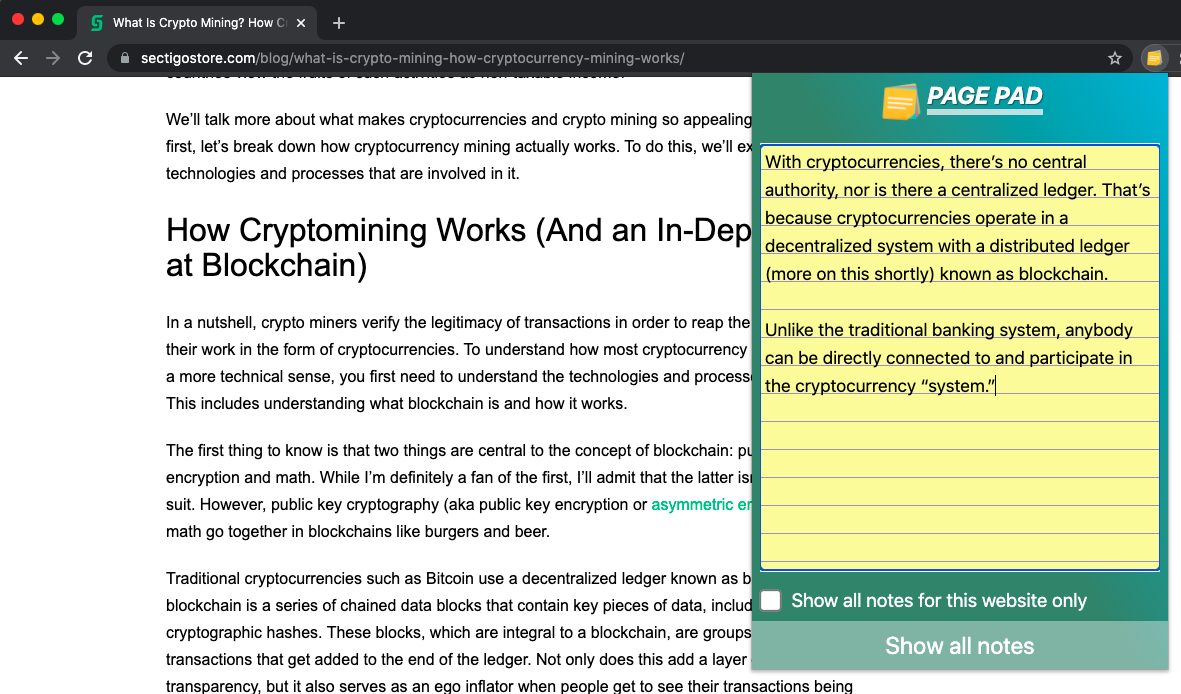 What Is Crypto Mining? How C
sectigostore.com/blog/what-is-crypto-mining-how-cryptocurrency-mining-works/
We’ll talk more about what makes cryptocurrencies and crypto mining so appealing
first, let’s break down how cryptocurrency mining actually works. To do this, we’ll ex
technologies and processes that are involved in it.
How Cryptomining Works (And an In-Dep
at Blockchain)
In a nutshell, crypto miners verify the legitimacy of transactions in order to reap the
their work in the form of cryptocurrencies. To understand how most cryptocurrency
a more technical sense, you first need to understand the technologies and processe
This includes understanding what blockchain is and how it works.
The first thing to know is that two things are central to the concept of blockchain: pu
encryption and math. While I’m definitely a fan of the first, I’ll admit that the latter isn
suit. However, public key cryptography (aka public key encryption or asymmetric en
math go together in blockchains like burgers and beer.
Traditional cryptocurrencies such as Bitcoin use a decentralized ledger known as b
blockchain is a series of chained data blocks that contain key pieces of data, includ
cryptographic hashes. These blocks, which are integral to a blockchain, are groups
transactions that get added to the end of the ledger. Not only does this add a layer
transparency, but it also serves as an ego inflator when people get to see their transactions being
PAGE PAD
With cryptocurrencies, there’s no central
authority, nor is there a centralized ledger. That’s
because cryptocurrencies operate in a
decentralized system with a distributed ledger
(more on this shortly) known as blockchain.
Unlike the traditional banking system, anybody
can be directly connected to and participate in
the cryptocurrency “system.”
Show all notes for this website only
Show all notes